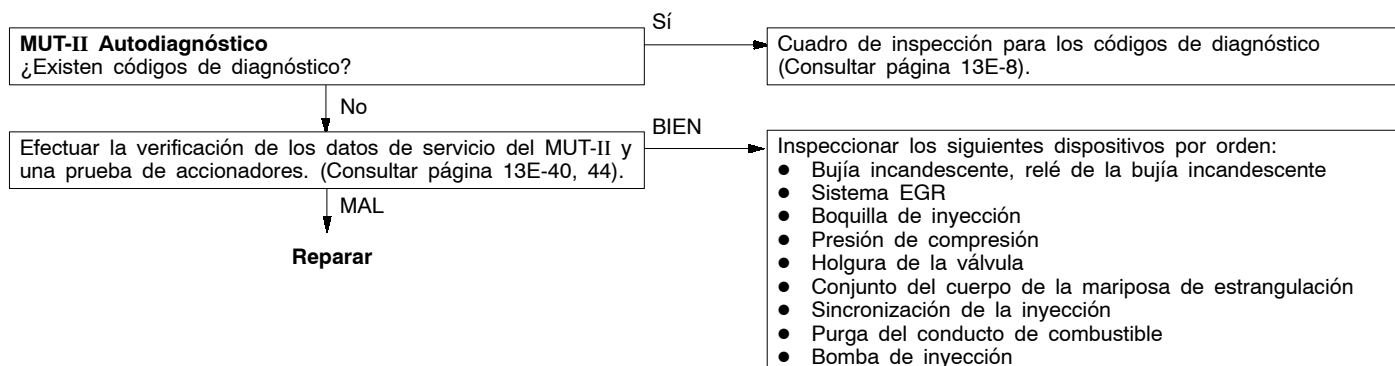 MUT-II Autodiagnóstico
¿Existen códigos de diagnóstico?
Sí
Cuadro de inspección para los códigos de diagnóstico
(Consultar página 13E-8).
No
Efectuar la verificación de los datos de servicio del MUT-II y
una prueba de accionadores. (Consultar página 13E-40, 44).
BIEN
Inspeccionar los siguientes dispositivos por orden:
● Bujía incandescente, relé de la bujía incandescente
● Sistema EGR
● Boquilla de inyección
● Presión de compresión
● Holgura de la válvula
● Conjunto del cuerpo de la mariposa de estrangulación
● Sincronización de la inyección
● Purga del conducto de combustible
● Bomba de inyección
MAL
Reparar